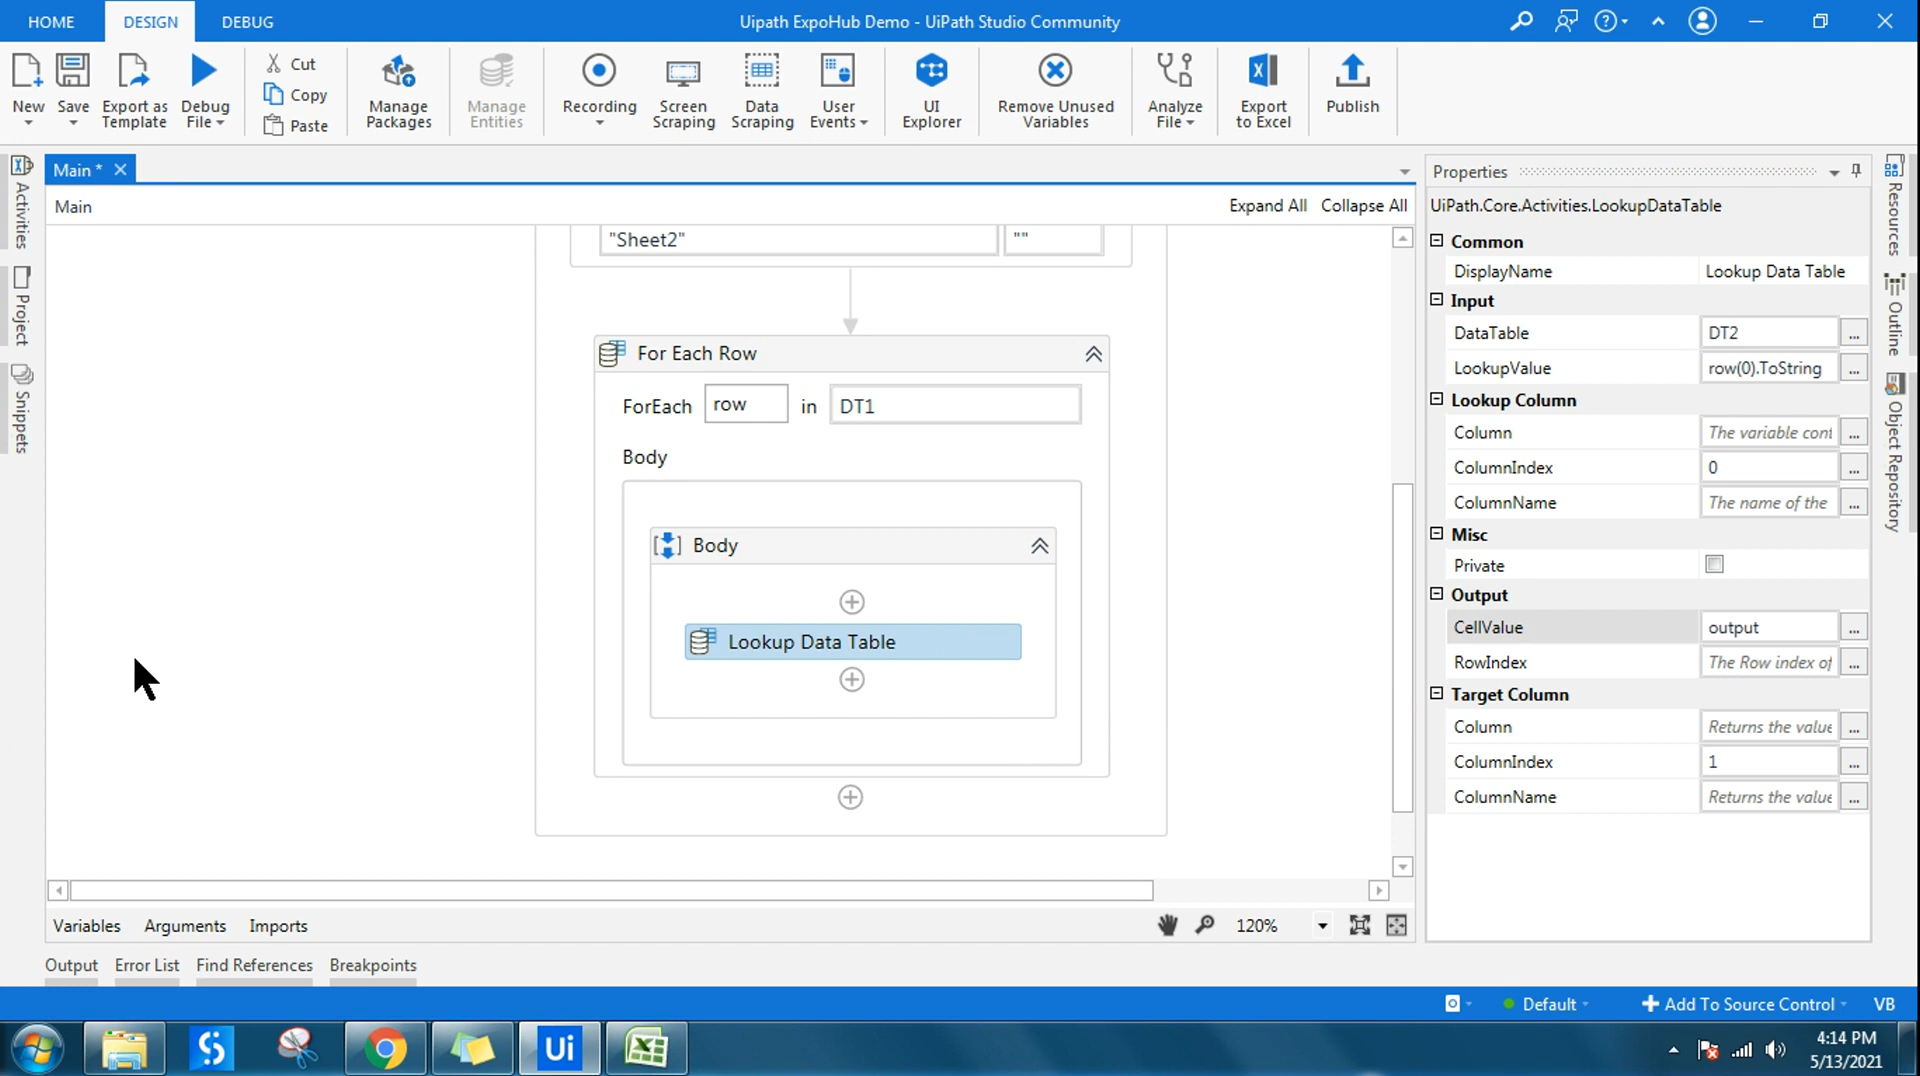 HOME DESIGN DEBUG Uipath ExpoHub Demo - UiPath Studio Community
New
Save
Export as
Template
Debug
File
Cut
Copy
Paste
Manage
Packages
Manage
Entities
Recording
Screen
Scraping
Data
Scraping
User
Events
UI
Explorer
Remove Unused
Variables
Analyze
File
Export
to Excel
Publish
Activities
Project
Snippets
Main *
Main Expand All Collapse All
"Sheet2" ""
For Each Row
ForEach row in DT1
Body
Body
Lookup Data Table
Variables Arguments Imports 120%
Output Error List Find References Breakpoints
Properties
UiPath.Core.Activities.LookupDataTable
Common
DisplayName Lookup Data Table
Input
DataTable DT2 ...
LookupValue row(0).ToString ...
Lookup Column
Column The variable cont ...
ColumnIndex 0 ...
ColumnName The name of the ...
Misc
Private
Output
CellValue output ...
RowIndex The Row index of ...
Target Column
Column Returns the value ...
ColumnIndex 1 ...
ColumnName Returns the value ...
Resources
Outline
Object Repository
Default Add To Source Control VB
Ui
4:14 PM
5/13/2021